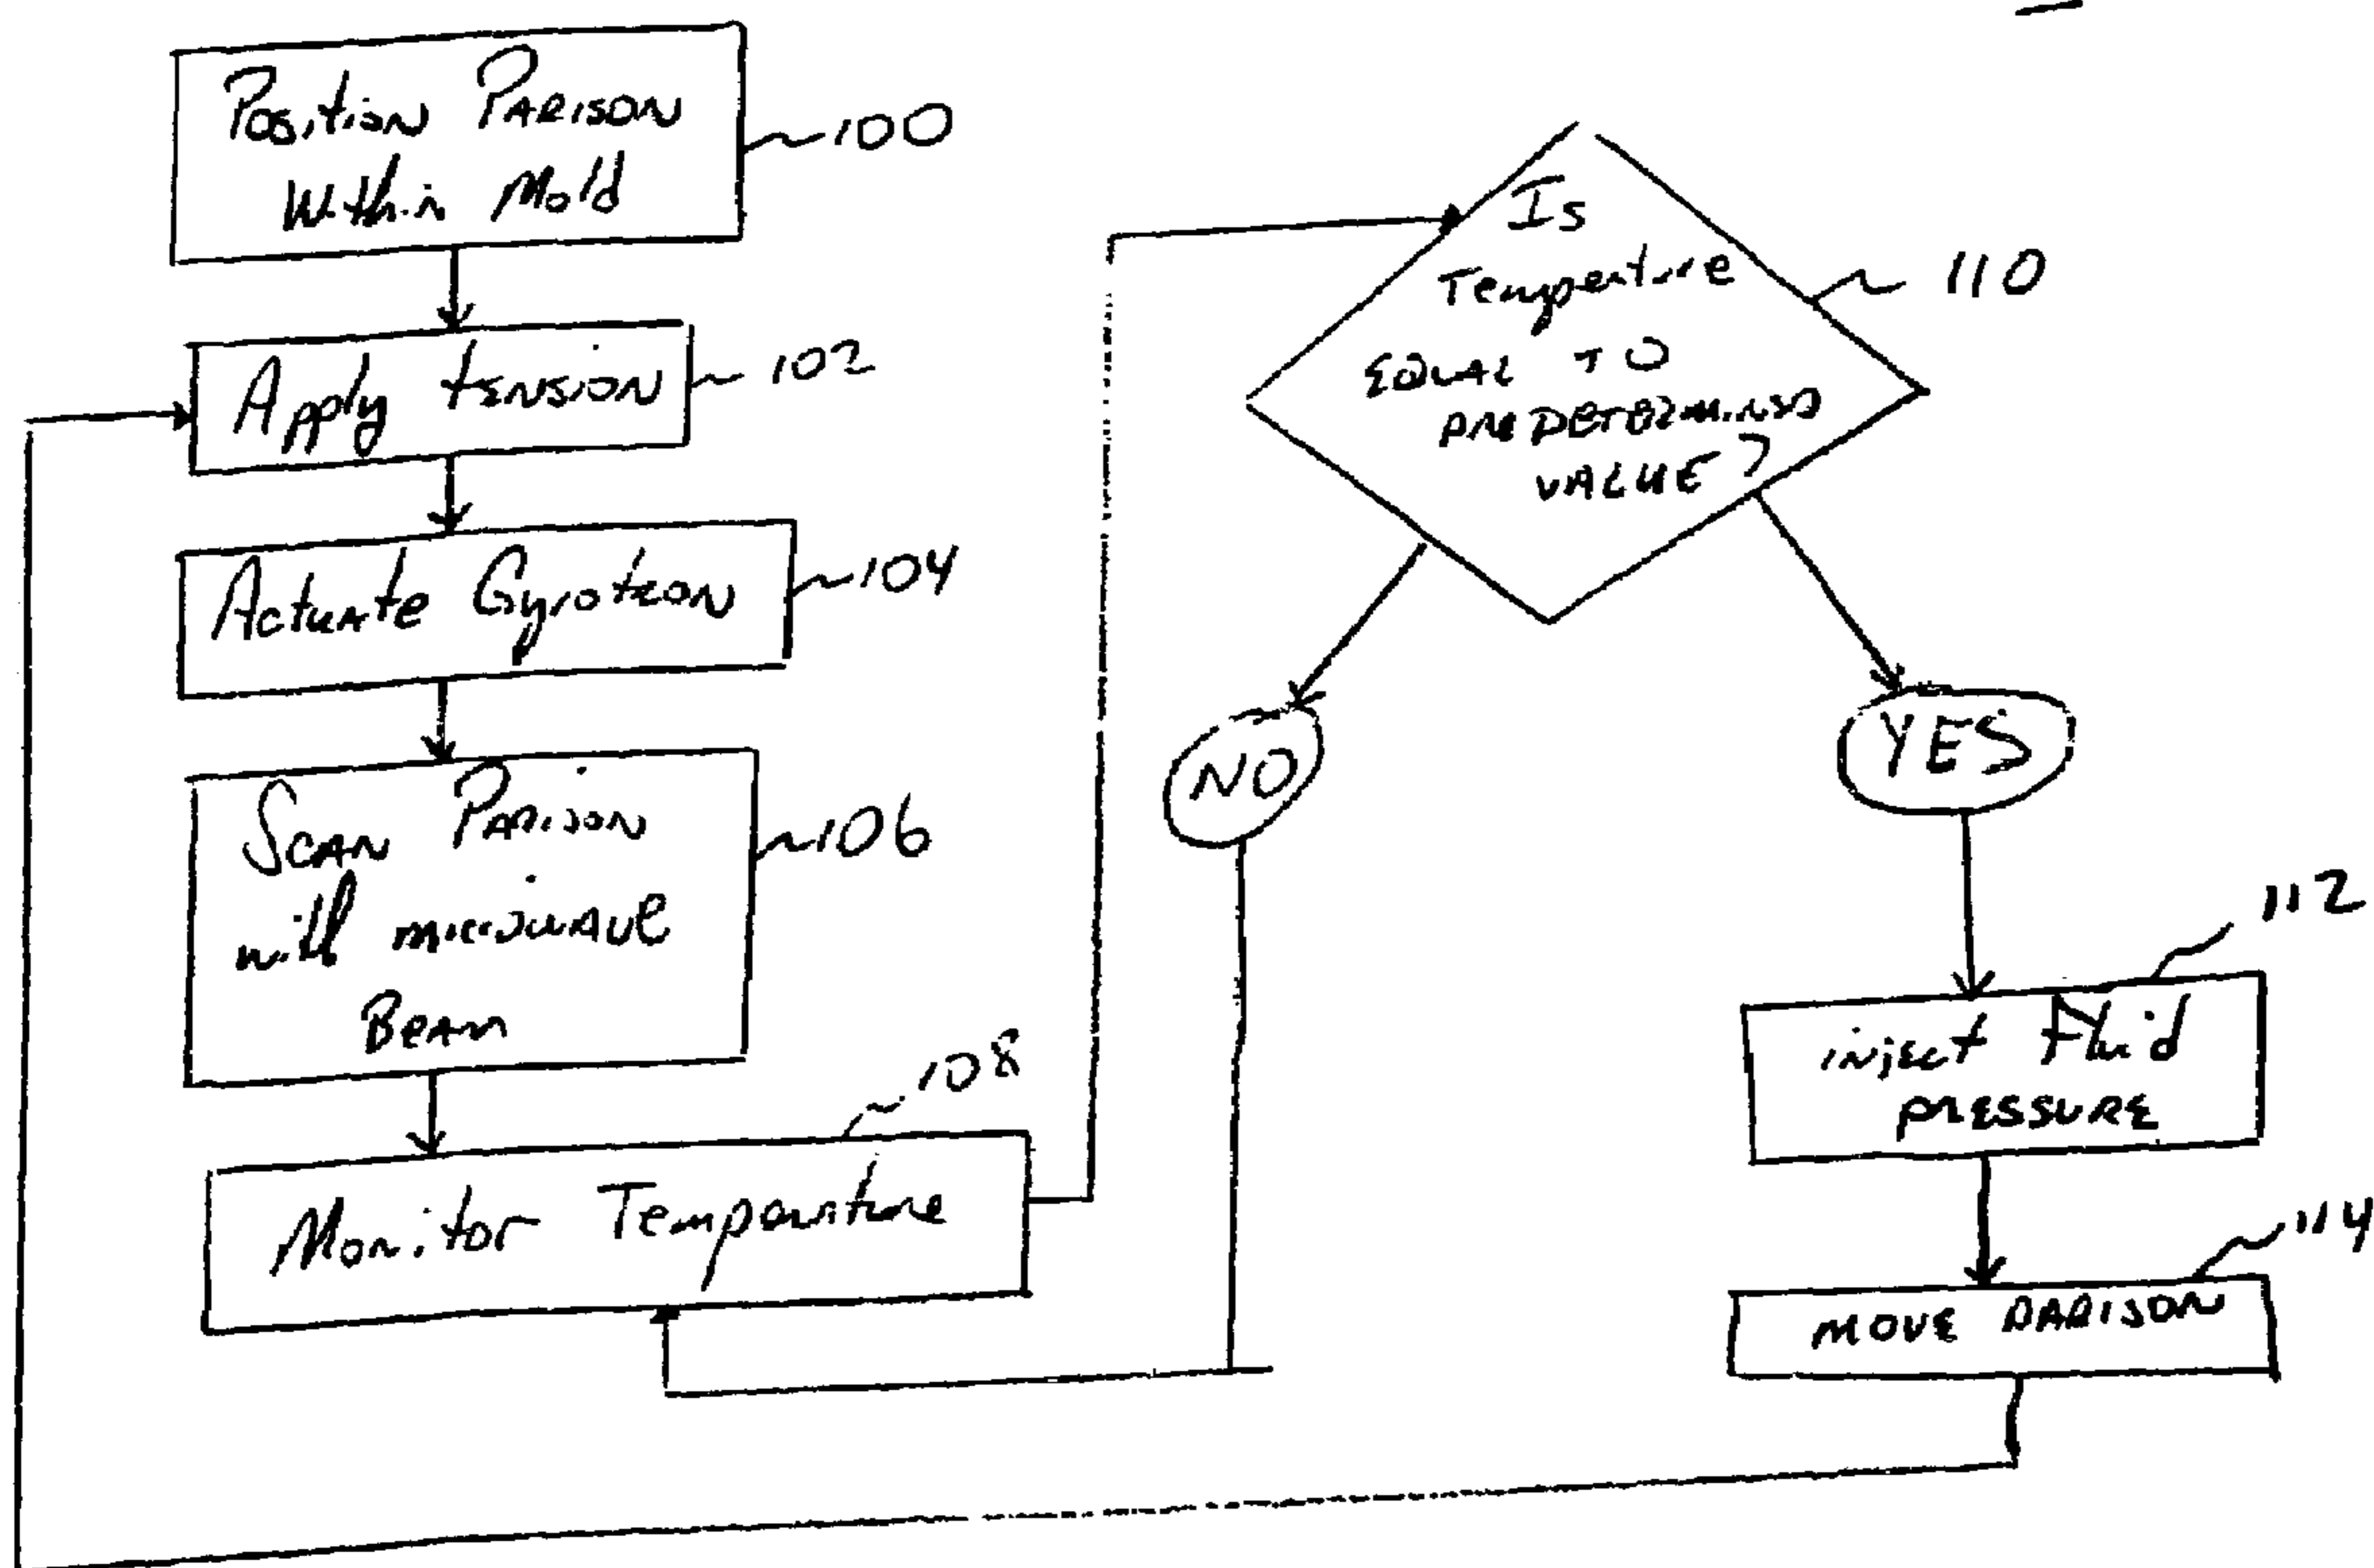 Position Parison
Within Mold
100
Apply tension
102
Actuate Gyrotron
104
Scan Parison
with microwave
Beam
106
108
Monitor Temperature
Is
Temperature
EQUAL TO
PREDETERMINED
VALUE?
110
NO
YES
112
inject Fluid
PRESSURE
114
MOVE PARISON